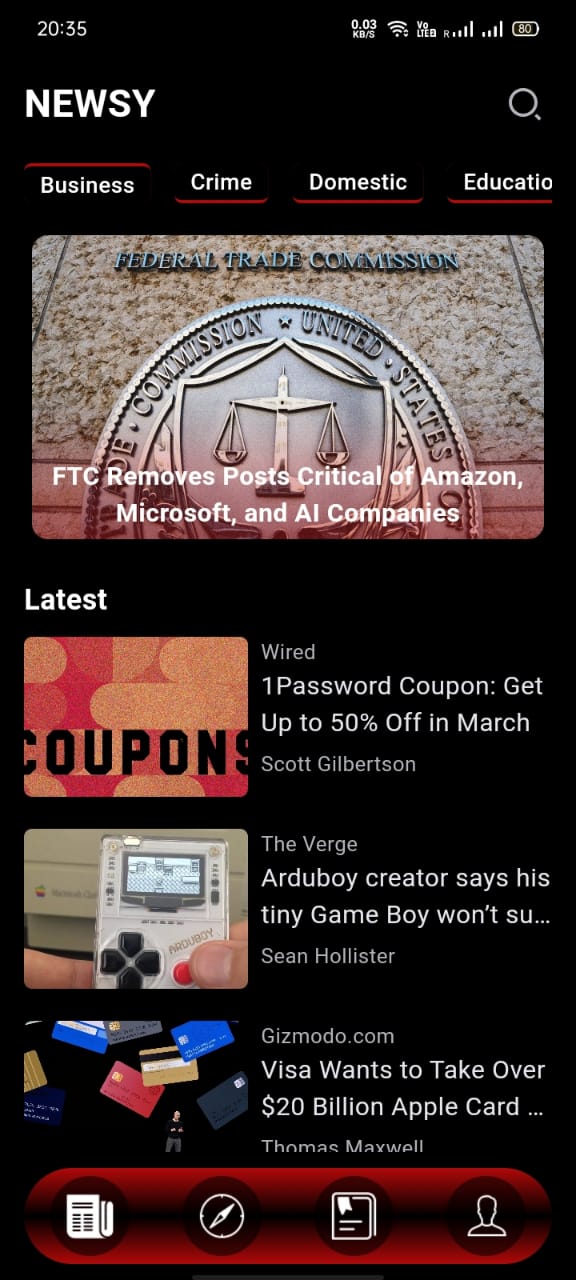 20:35
0.03
KB/S
Vo
LTE
R
80
NEWSY
Business
Crime
Domestic
Educatio
FEDERAL TRADE COMMISSION
TRADE COMMISSION ★ UNITED STATES OF
FTC Removes Posts Critical of Amazon,
Microsoft, and AI Companies
Latest
COUPONS
Wired
1Password Coupon: Get
Up to 50% Off in March
Scott Gilbertson
ARDUBOY
The Verge
Arduboy creator says his
tiny Game Boy won’t su...
Sean Hollister
Gizmodo.com
Visa Wants to Take Over
$20 Billion Apple Card ...
Thomas Maxwell